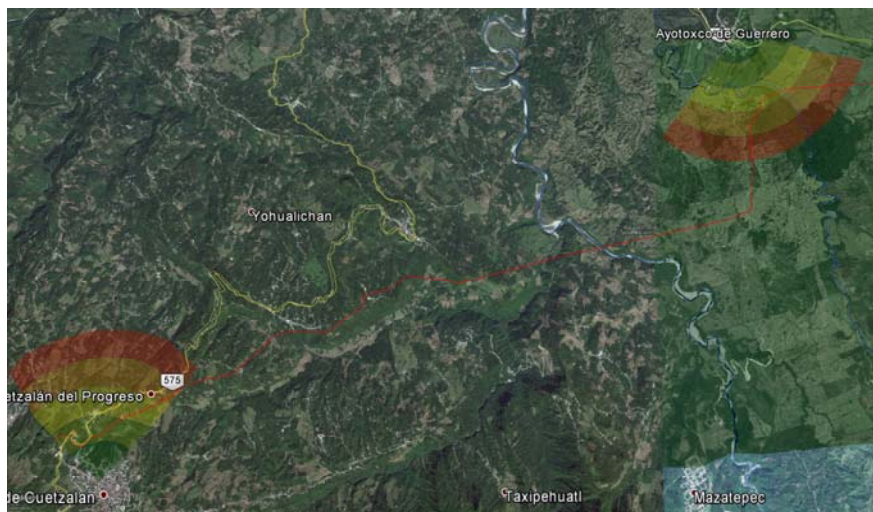 Ayotoxco de Guerrero
Yohualichan
575
etzalán del Progreso
de Cuetzalan
Taxipehuatl
Mazatepec